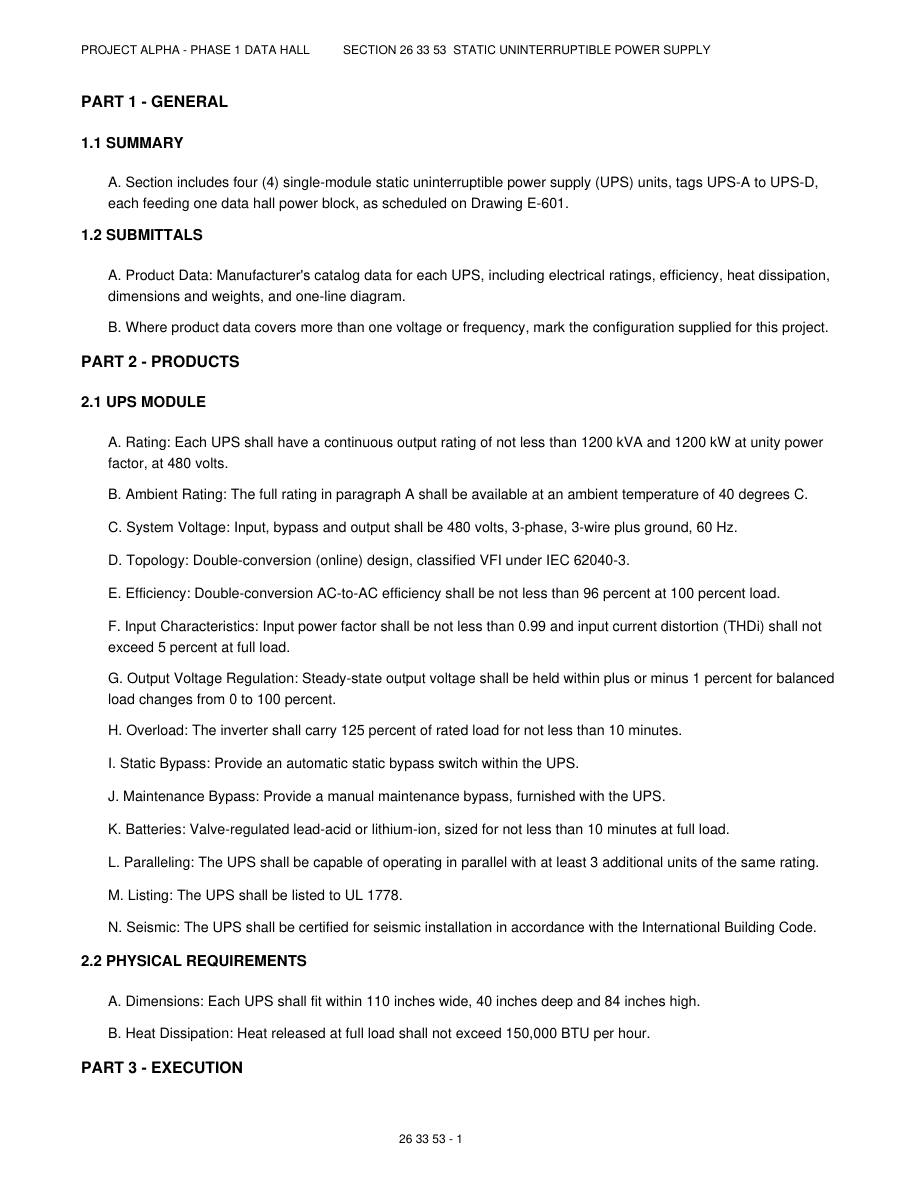 PROJECT ALPHA - PHASE 1 DATA HALL SECTION 26 33 53 STATIC UNINTERRUPTIBLE POWER SUPPLY
PART 1 - GENERAL
1.1 SUMMARY
A. Section includes four (4) single-module static uninterruptible power supply (UPS) units, tags UPS-A to UPS-D,
each feeding one data hall power block, as scheduled on Drawing E-601.
1.2 SUBMITTALS
A. Product Data: Manufacturer's catalog data for each UPS, including electrical ratings, efficiency, heat dissipation,
dimensions and weights, and one-line diagram.
B. Where product data covers more than one voltage or frequency, mark the configuration supplied for this project.
PART 2 - PRODUCTS
2.1 UPS MODULE
A. Rating: Each UPS shall have a continuous output rating of not less than 1200 kVA and 1200 kW at unity power
factor, at 480 volts.
B. Ambient Rating: The full rating in paragraph A shall be available at an ambient temperature of 40 degrees C.
C. System Voltage: Input, bypass and output shall be 480 volts, 3-phase, 3-wire plus ground, 60 Hz.
D. Topology: Double-conversion (online) design, classified VFI under IEC 62040-3.
E. Efficiency: Double-conversion AC-to-AC efficiency shall be not less than 96 percent at 100 percent load.
F. Input Characteristics: Input power factor shall be not less than 0.99 and input current distortion (THDi) shall not
exceed 5 percent at full load.
G. Output Voltage Regulation: Steady-state output voltage shall be held within plus or minus 1 percent for balanced
load changes from 0 to 100 percent.
H. Overload: The inverter shall carry 125 percent of rated load for not less than 10 minutes.
I. Static Bypass: Provide an automatic static bypass switch within the UPS.
J. Maintenance Bypass: Provide a manual maintenance bypass, furnished with the UPS.
K. Batteries: Valve-regulated lead-acid or lithium-ion, sized for not less than 10 minutes at full load.
L. Paralleling: The UPS shall be capable of operating in parallel with at least 3 additional units of the same rating.
M. Listing: The UPS shall be listed to UL 1778.
N. Seismic: The UPS shall be certified for seismic installation in accordance with the International Building Code.
2.2 PHYSICAL REQUIREMENTS
A. Dimensions: Each UPS shall fit within 110 inches wide, 40 inches deep and 84 inches high.
B. Heat Dissipation: Heat released at full load shall not exceed 150,000 BTU per hour.
PART 3 - EXECUTION
26 33 53 - 1